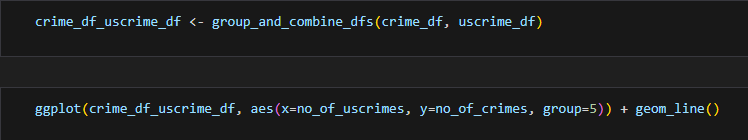 crime_df_uscrime_df <- group_and_combine_dfs(crime_df, uscrime_df)
ggplot(crime_df_uscrime_df, aes(x=no_of_uscrimes, y=no_of_crimes, group=5)) + geom_line()